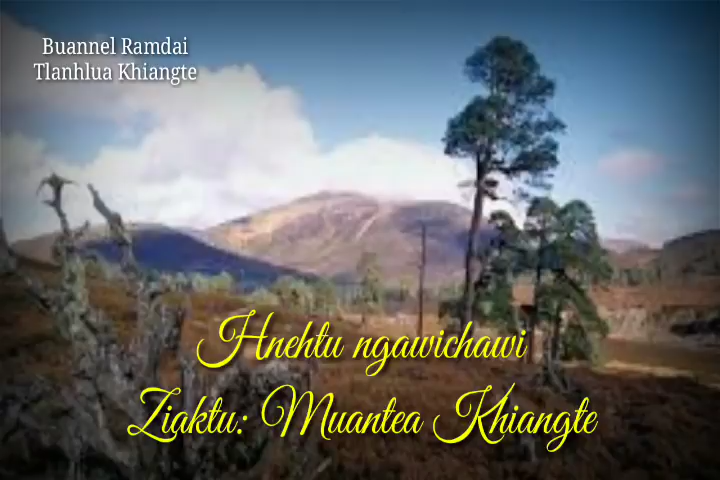 Buannel Ramdai
Tlanhlua Khiangte
Hnehtu ngawichawi
Ziaktu: Muantea Khiangte